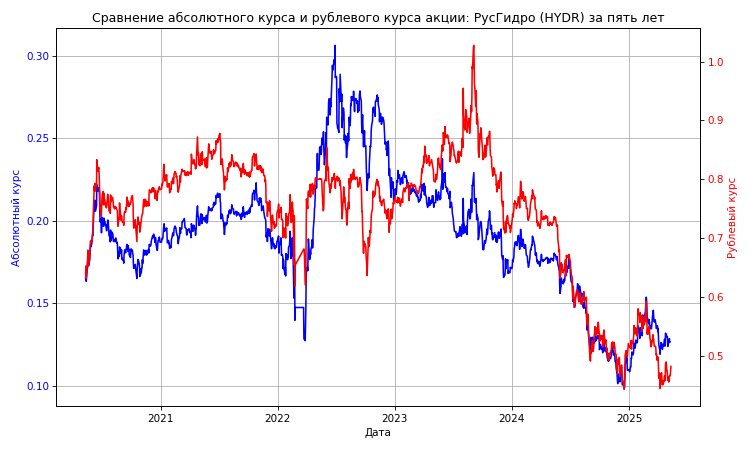 Сравнение абсолютного курса и рублевого курса акции: РусГидро (HYDR) за пять лет
Абсолютный курс
0.30
0.25
0.20
0.15
0.10
1.0
0.9
0.8
0.7
0.6
0.5
Рублевый курс
2021 2022 2023 2024 2025
Дата